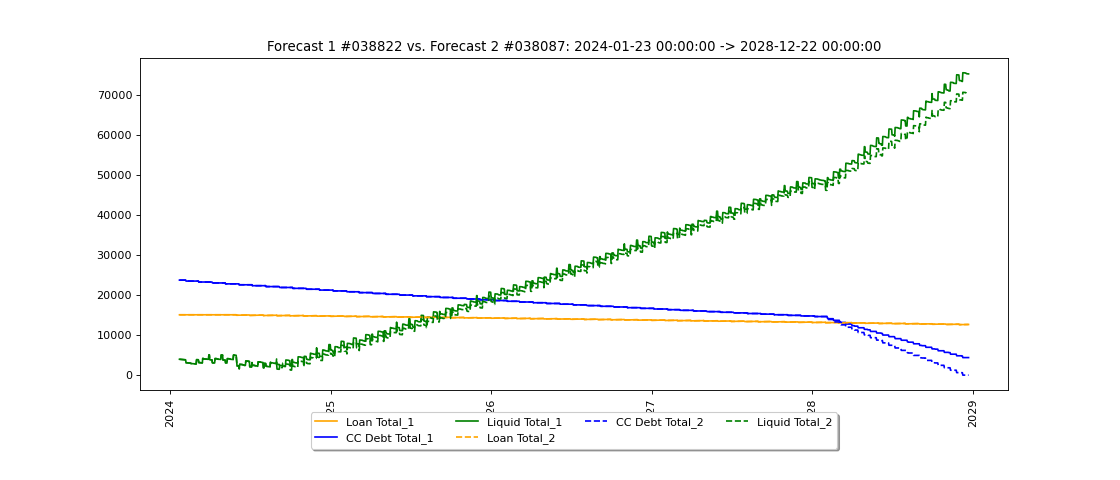 Forecast 1 #038822 vs. Forecast 2 #038087: 2024-01-23 00:00:00 -> 2028-12-22 00:00:00
70000
60000
50000
40000
30000
20000
10000
0
2024
25
26
27
28
2029
Loan Total_1
Liquid Total_1
CC Debt Total_2
Liquid Total_2
CC Debt Total_1
Loan Total_2